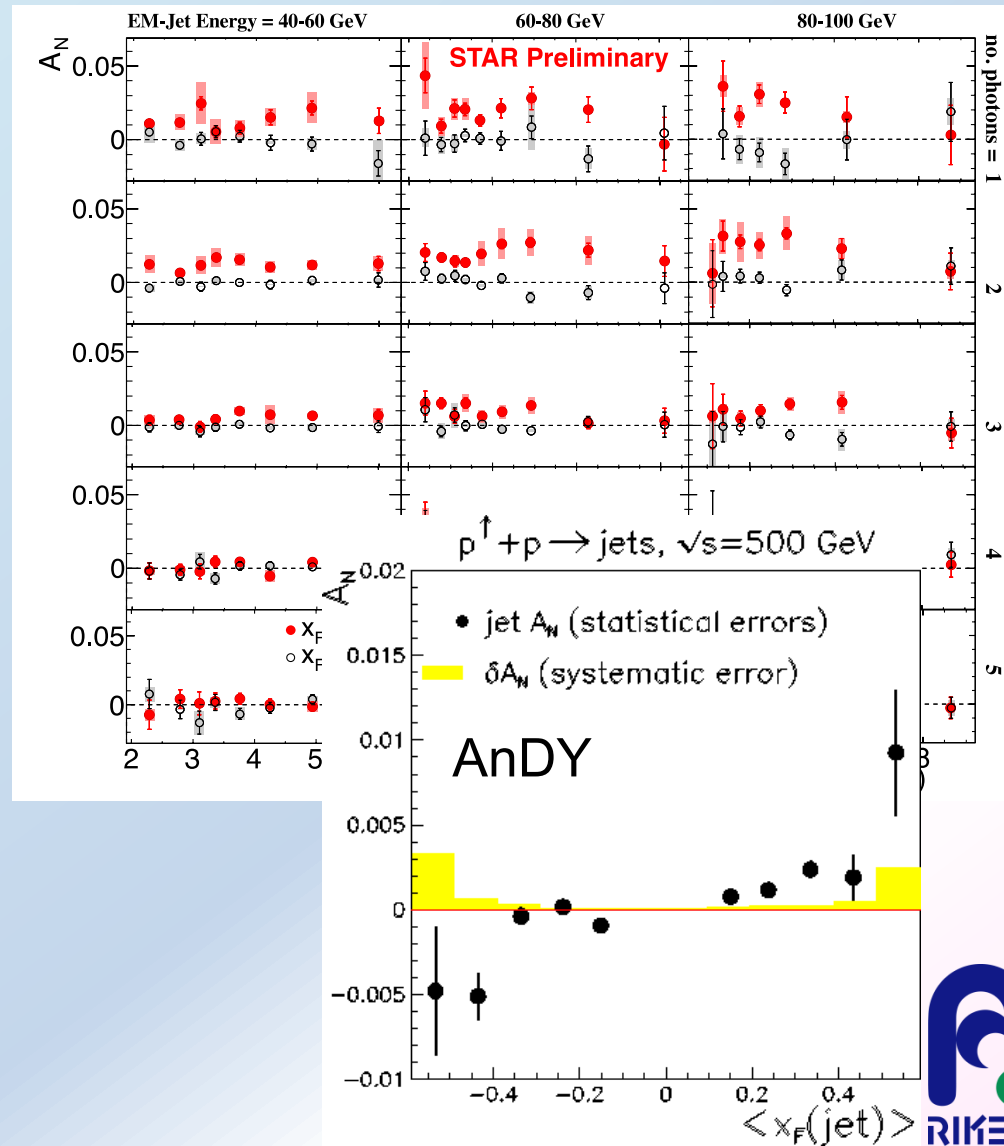 EM-Jet Energy = 40-60 GeV 60-80 GeV 80-100 GeV
A_N
STAR Preliminary
no. photons = 1
0.05
0
0.05
0
2
0.05
0
3
0.05
0
4
0.05
0
5
x_F
x_F
2 3 4 5
p↑+p → jets, √s=500 GeV
A_N
0.02
jet A_N (statistical errors)
0.015
δA_N (systematic error)
0.01
AnDY
0.005
0
−0.005
−0.01
−0.4 −0.2 0 0.2 0.4
<x_F(jet)>